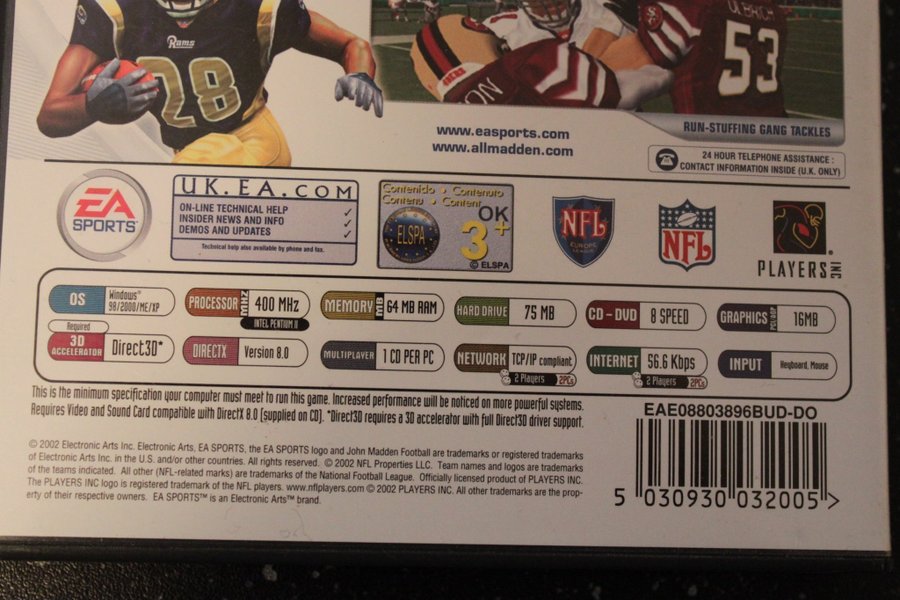 Rams
28
49ERS
ON
ULBRICH
53
www.easports.com
www.allmadden.com
RUN-STUFFING GANG TACKLES
24 HOUR TELEPHONE ASSISTANCE :
CONTACT INFORMATION INSIDE (U.K. ONLY)
EA
SPORTS
UK.EA.COM
ON-LINE TECHNICAL HELP
INSIDER NEWS AND INFO
DEMOS AND UPDATES
Technical help also available by phone and fax.
Contenido • Contenuto
Contenu • Content
ELSPA
OK
3+
© ELSPA
NFL
EUROPE
LEAGUE
NFL
PLAYERS INC
OS Windows® 98/2000/ME/XP
PROCESSOR MHZ 400 MHz
INTEL PENTIUM II
MEMORY MB 64 MB RAM
HARD DRIVE 75 MB
CD-DVD 8 SPEED
GRAPHICS PCI/AGP 16MB
Required
3D ACCELERATOR Direct3D*
DIRECTX Version 8.0
MULTIPLAYER 1 CD PER PC
NETWORK TCP/IP compliant
2 Players 2PCs
INTERNET 56.6 Kbps
2 Players 2PCs
INPUT Keyboard, Mouse
This is the minimum specification your computer must meet to run this game. Increased performance will be noticed on more powerful systems.
Requires Video and Sound Card compatible with DirectX 8.0 (supplied on CD). *Direct3D requires a 3D accelerator with full Direct3D driver support.
EAE08803896BUD-DO
© 2002 Electronic Arts Inc. Electronic Arts, EA SPORTS, the EA SPORTS logo and John Madden Football are trademarks or registered trademarks
of Electronic Arts Inc. in the U.S. and/or other countries. All rights reserved. © 2002 NFL Properties LLC. Team names and logos are trademarks
of the teams indicated. All other (NFL-related marks) are trademarks of the National Football League. Officially licensed product of PLAYERS INC.
The PLAYERS INC logo is registered trademark of the NFL players. www.nflplayers.com © 2002 PLAYERS INC. All other trademarks are the prop-
erty of their respective owners. EA SPORTS™ is an Electronic Arts™ brand.
5 030930 032005 >